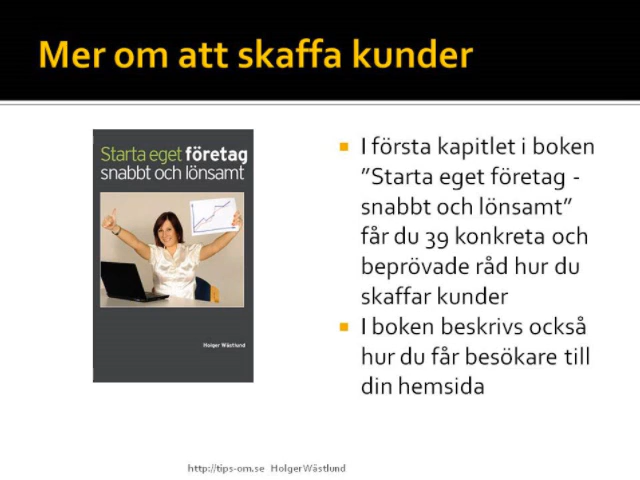 Mer om att skaffa kunder
Starta eget företag
snabbt och lönsamt
Holger Wästlund
I första kapitlet i boken
”Starta eget företag -
snabbt och lönsamt”
får du 39 konkreta och
beprövade råd hur du
skaffar kunder
I boken beskrivs också
hur du får besökare till
din hemsida
http://tips-om.se Holger Wästlund